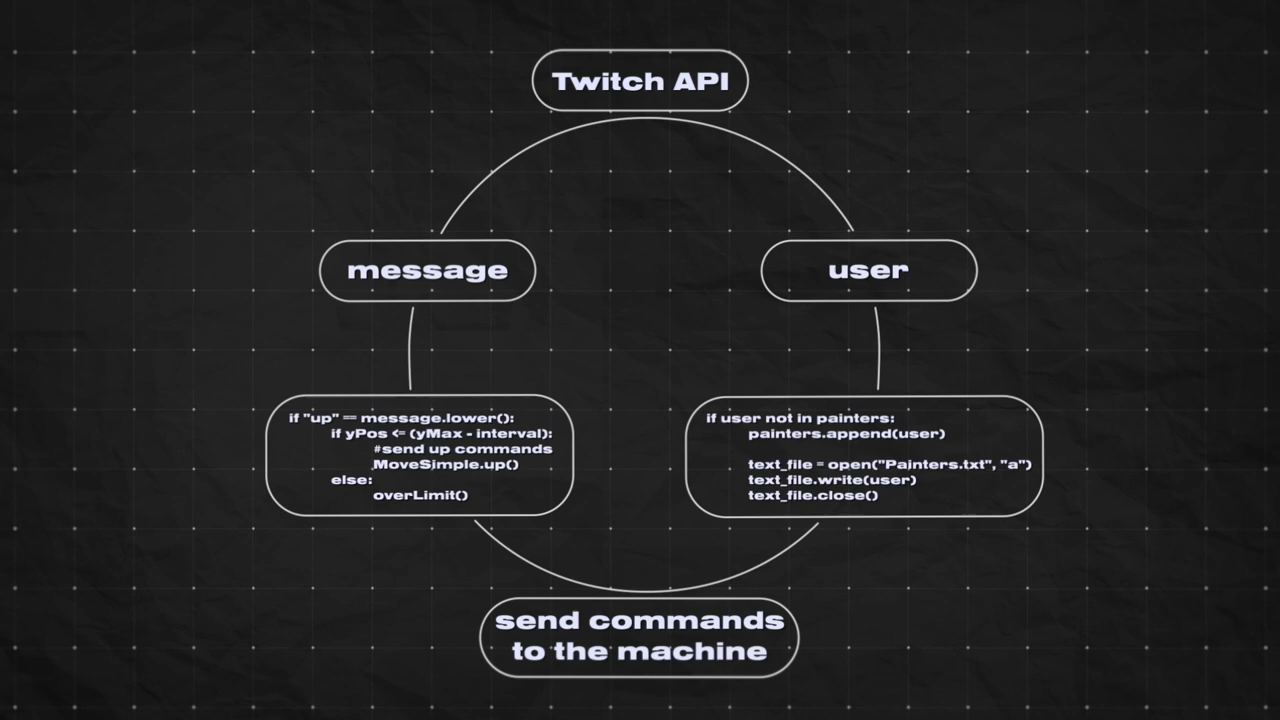 Twitch API
message
user
if "up" == message.lower():
if yPos <= (yMax - interval):
#send up commands
MoveSimple.up()
else:
overLimit()
if user not in painters:
painters.append(user)
text_file = open("Painters.txt", "a")
text_file.write(user)
text_file.close()
send commands
to the machine